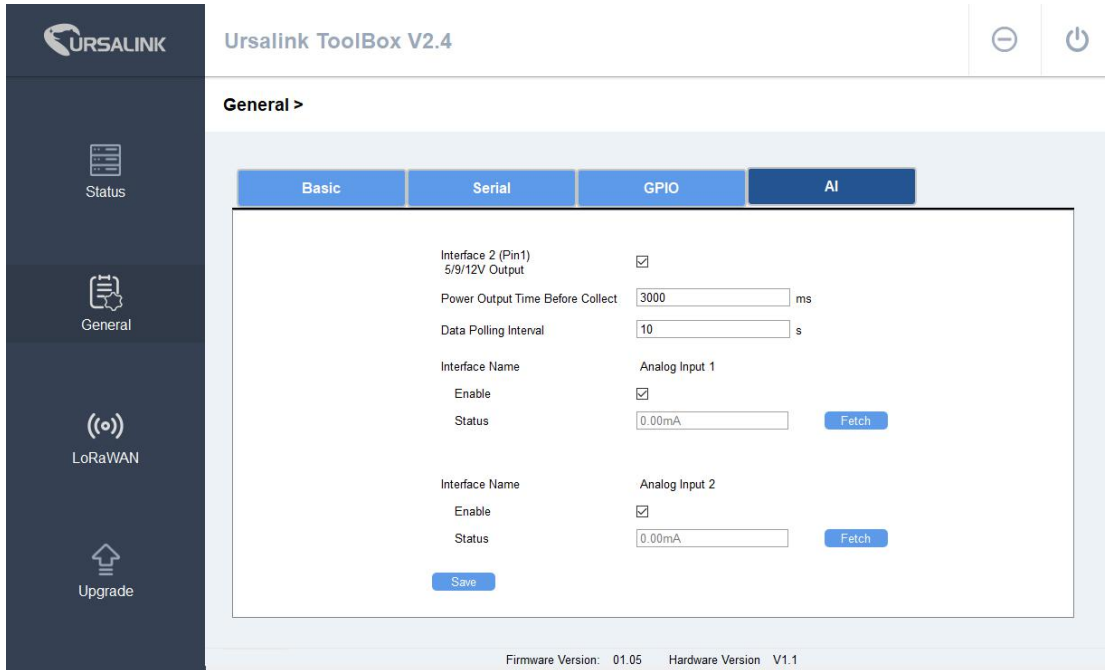 URSALINK
Ursalink ToolBox V2.4
General >
Status
General
LoRaWAN
Upgrade
Basic Serial GPIO AI
Interface 2 (Pin1)
5/9/12V Output
Power Output Time Before Collect 3000 ms
Data Polling Interval 10 s
Interface Name Analog Input 1
Enable
Status 0.00mA Fetch
Interface Name Analog Input 2
Enable
Status 0.00mA Fetch
Save
Firmware Version: 01.05 Hardware Version V1.1